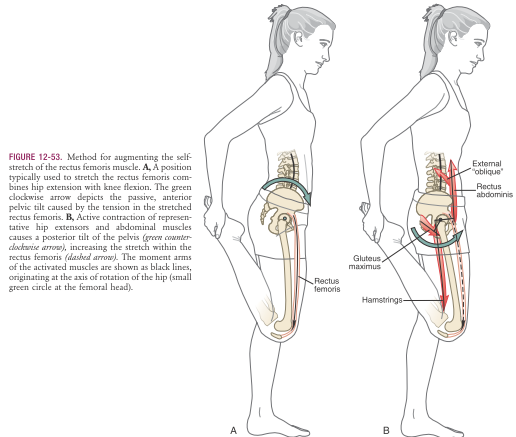 FIGURE 12-53. Method for augmenting the self-
stretch of the rectus femoris muscle. A, A position
typically used to stretch the rectus femoris com-
bines hip extension with knee flexion. The green
clockwise arrow depicts the passive, anterior
pelvic tilt caused by the tension in the stretched
rectus femoris. B, Active contraction of represen-
tative hip extensors and abdominal muscles
causes a posterior tilt of the pelvis (green counter-
clockwise arrow), increasing the stretch within the
rectus femoris (dashed arrow). The moment arms
of the activated muscles are shown as black lines,
originating at the axis of rotation of the hip (small
green circle at the femoral head).
Rectus
femoris
A
External
"oblique"
Rectus
abdominis
Gluteus
maximus
Hamstrings
B